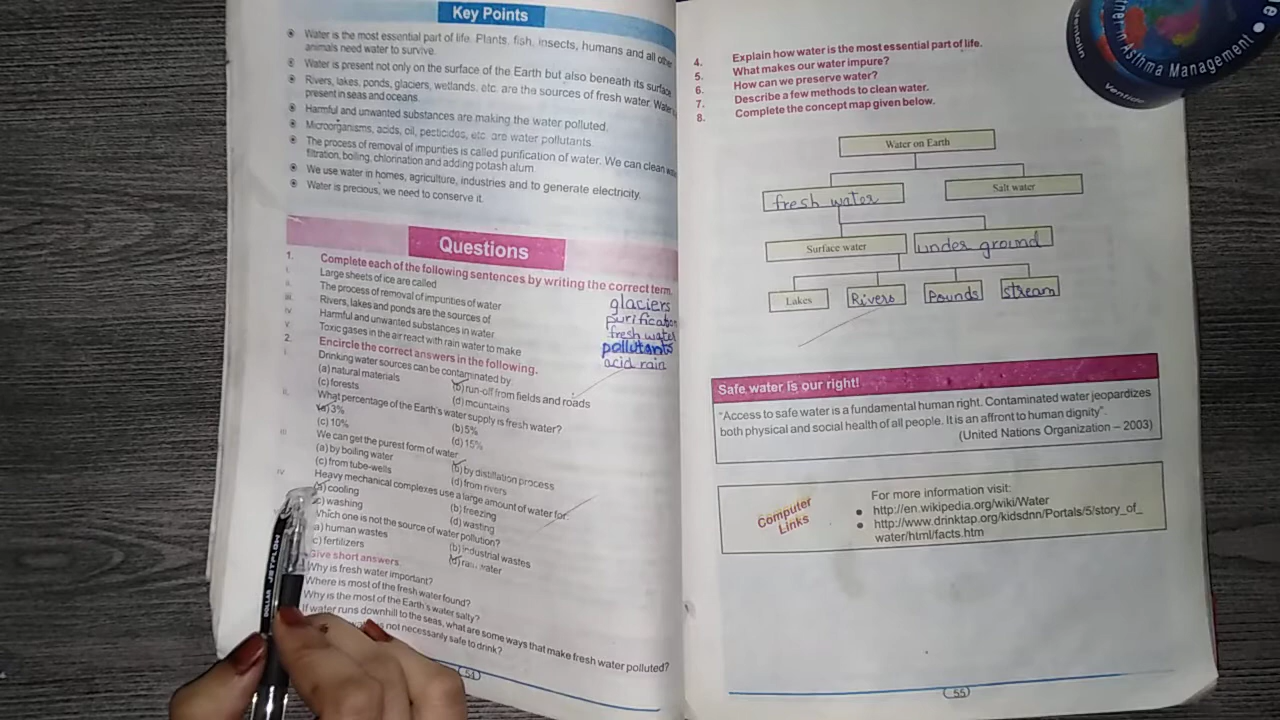 Key Points
Water is the most essential part of life. Plants, fish, insects, humans and all other
animals need water to survive.
Water is present not only on the surface of the Earth but also beneath its surface
Rivers, lakes, ponds, glaciers, wetlands, etc. are the sources of fresh water. Water
present in seas and oceans.
Harmful and unwanted substances are making the water polluted.
Microorganisms, acids, oil, pesticides, etc. are water pollutants.
The process of removal of impurities is called purification of water. We can clean
filtration, boiling, chlorination and adding potash alum.
We use water in homes, agriculture, industries and to generate electricity.
Water is precious, we need to conserve it.
Questions
1. Complete each of the following sentences by writing the correct term.
i. Large sheets of ice are called glaciers
ii. The process of removal of impurities of water purification
iii. Rivers, lakes and ponds are the sources of fresh water
iv. Harmful and unwanted substances in water pollutants
v. Toxic gases in the air react with rain water to make acid rain
2. Encircle the correct answers in the following.
i. Drinking water sources can be contaminated by:
(a) natural materials (b) run-off from fields and roads
(c) forests (d) mountains
ii. What percentage of the Earth's water supply is fresh water?
(a) 3% (b) 5%
(c) 10% (d) 15%
iii. We can get the purest form of water
(a) by boiling water (b) by distillation process
(c) from tube-wells (d) from rivers
iv. Heavy mechanical complexes use a large amount of water for:
(a) cooling (b) freezing
(c) washing (d) wasting
Which one is not the source of water pollution?
a) human wastes (b) industrial wastes
c) fertilizers (d) rain water
Give short answers.
Why is fresh water important?
Where is most of the fresh water found?
Why is the most of the Earth's water salty?
If water runs downhill to the seas, what are some ways that make fresh water polluted?
not necessarily safe to drink?
54
4. Explain how water is the most essential part of life.
5. What makes our water impure?
6. How can we preserve water?
7. Describe a few methods to clean water.
8. Complete the concept map given below.
Water on Earth
fresh water Salt water
Surface water under ground
Lakes Rivers Pounds stream
Safe water is our right!
"Access to safe water is a fundamental human right. Contaminated water jeopardizes
both physical and social health of all people. It is an affront to human dignity".
(United Nations Organization – 2003)
Computer
Links
For more information visit:
http://en.wikipedia.org/wiki/Water
http://www.drinktap.org/kidsdnn/Portals/5/story_of_
water/html/facts.htm
55
Ventolin
in Asthma Management
Ventide
DOLLAR JETFLOW